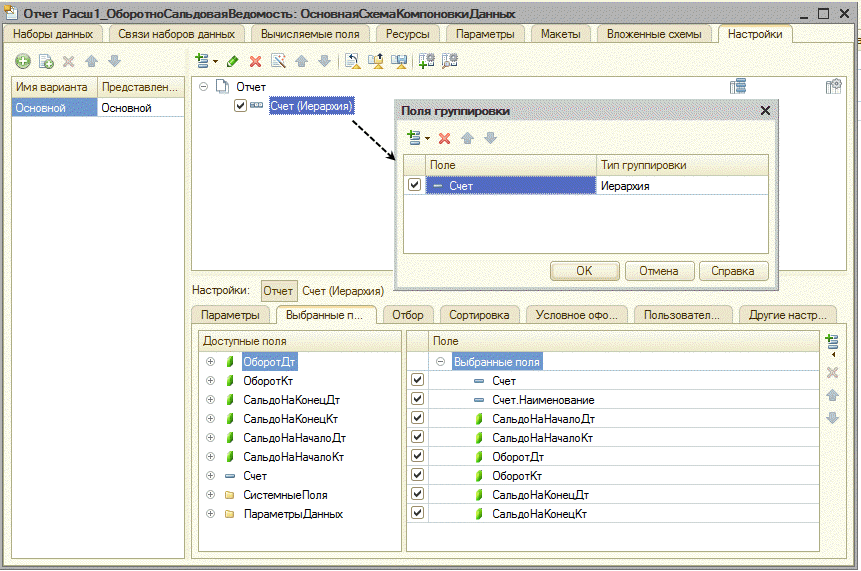 Отчет Расш1_ОборотноСальдоваяВедомость: ОсновнаяСхемаКомпоновкиДанных
Наборы данных Связи наборов данных Вычисляемые поля Ресурсы Параметры Макеты Вложенные схемы Настройки
Имя варианта Представлен...
Основной Основной
Отчет
Счет (Иерархия)
Поля группировки
Поле Тип группировки
Счет Иерархия
OK Отмена Справка
Настройки: Отчет Счет (Иерархия)
Параметры Выбранные п... Отбор Сортировка Условное офо... Пользовател... Другие настр...
Доступные поля
ОборотДт
ОборотКт
СальдоНаКонецДт
СальдоНаКонецКт
СальдоНаНачалоДт
СальдоНаНачалоКт
Счет
СистемныеПоля
ПараметрыДанных
Поле
Выбранные поля
Счет
Счет.Наименование
СальдоНаНачалоДт
СальдоНаНачалоКт
ОборотДт
ОборотКт
СальдоНаКонецДт
СальдоНаКонецКт